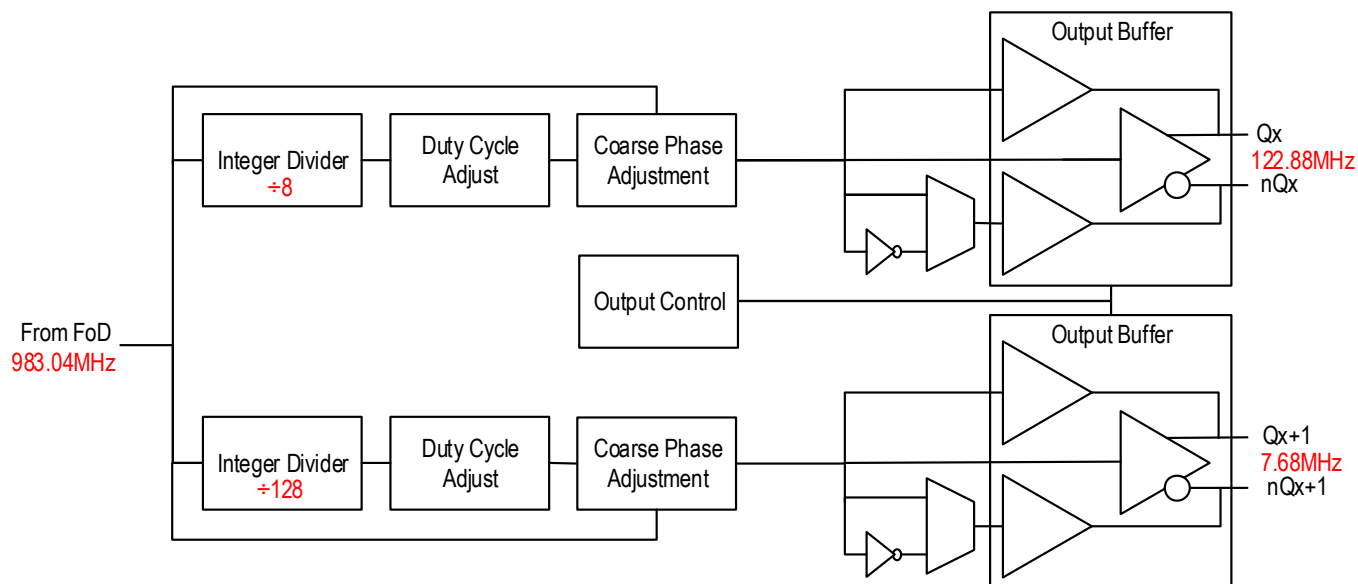 Output Buffer
Integer Divider
÷8
Duty Cycle
Adjust
Coarse Phase
Adjustment
Qx
122.88MHz
nQx
Output Control
From FoD
983.04MHz
Output Buffer
Integer Divider
÷128
Duty Cycle
Adjust
Coarse Phase
Adjustment
Qx+1
7.68MHz
nQx+1